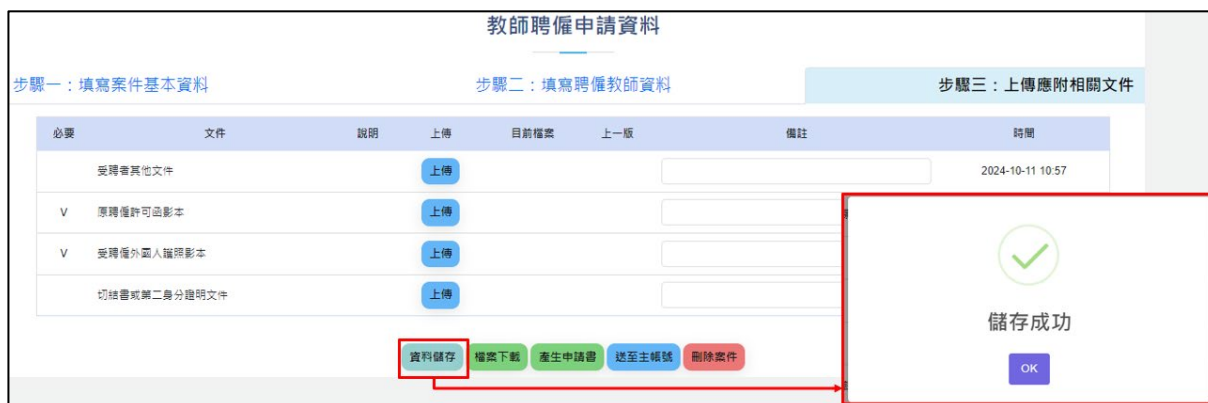 教師聘僱申請資料
步驟一：填寫案件基本資料 步驟二：填寫聘僱教師資料 步驟三：上傳應附相關文件
必要 文件 說明 上傳 目前檔案 上一版 備註 時間
受聘者其他文件 上傳 2024-10-11 10:57
V 原聘僱許可函影本 上傳
V 受聘僱外國人護照影本 上傳
切結書或第二身分證明文件 上傳
資料儲存 檔案下載 產生申請書 送至主帳號 刪除案件
儲存成功
OK